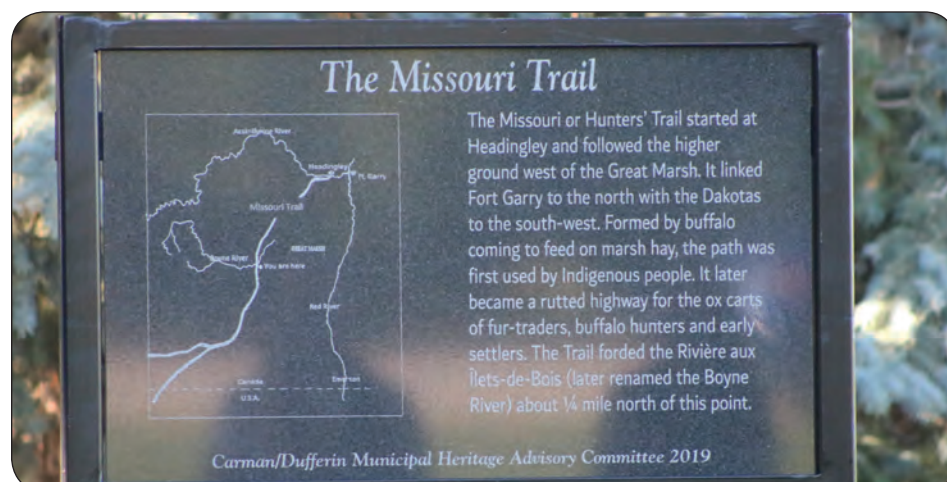 The Missouri Trail
Assiniboine River
Headingley
Ft. Garry
Missouri Trail
GREAT MARSH
Boyne River
You are here
Red River
Canada
Emerson
U.S.A.
The Missouri or Hunters' Trail started at
Headingley and followed the higher
ground west of the Great Marsh. It linked
Fort Garry to the north with the Dakotas
to the south-west. Formed by buffalo
coming to feed on marsh hay, the path was
first used by Indigenous people. It later
became a rutted highway for the ox carts
of fur-traders, buffalo hunters and early
settlers. The Trail forded the Rivière aux
Îlets-de-Bois (later renamed the Boyne
River) about ¼ mile north of this point.
Carman/Dufferin Municipal Heritage Advisory Committee 2019